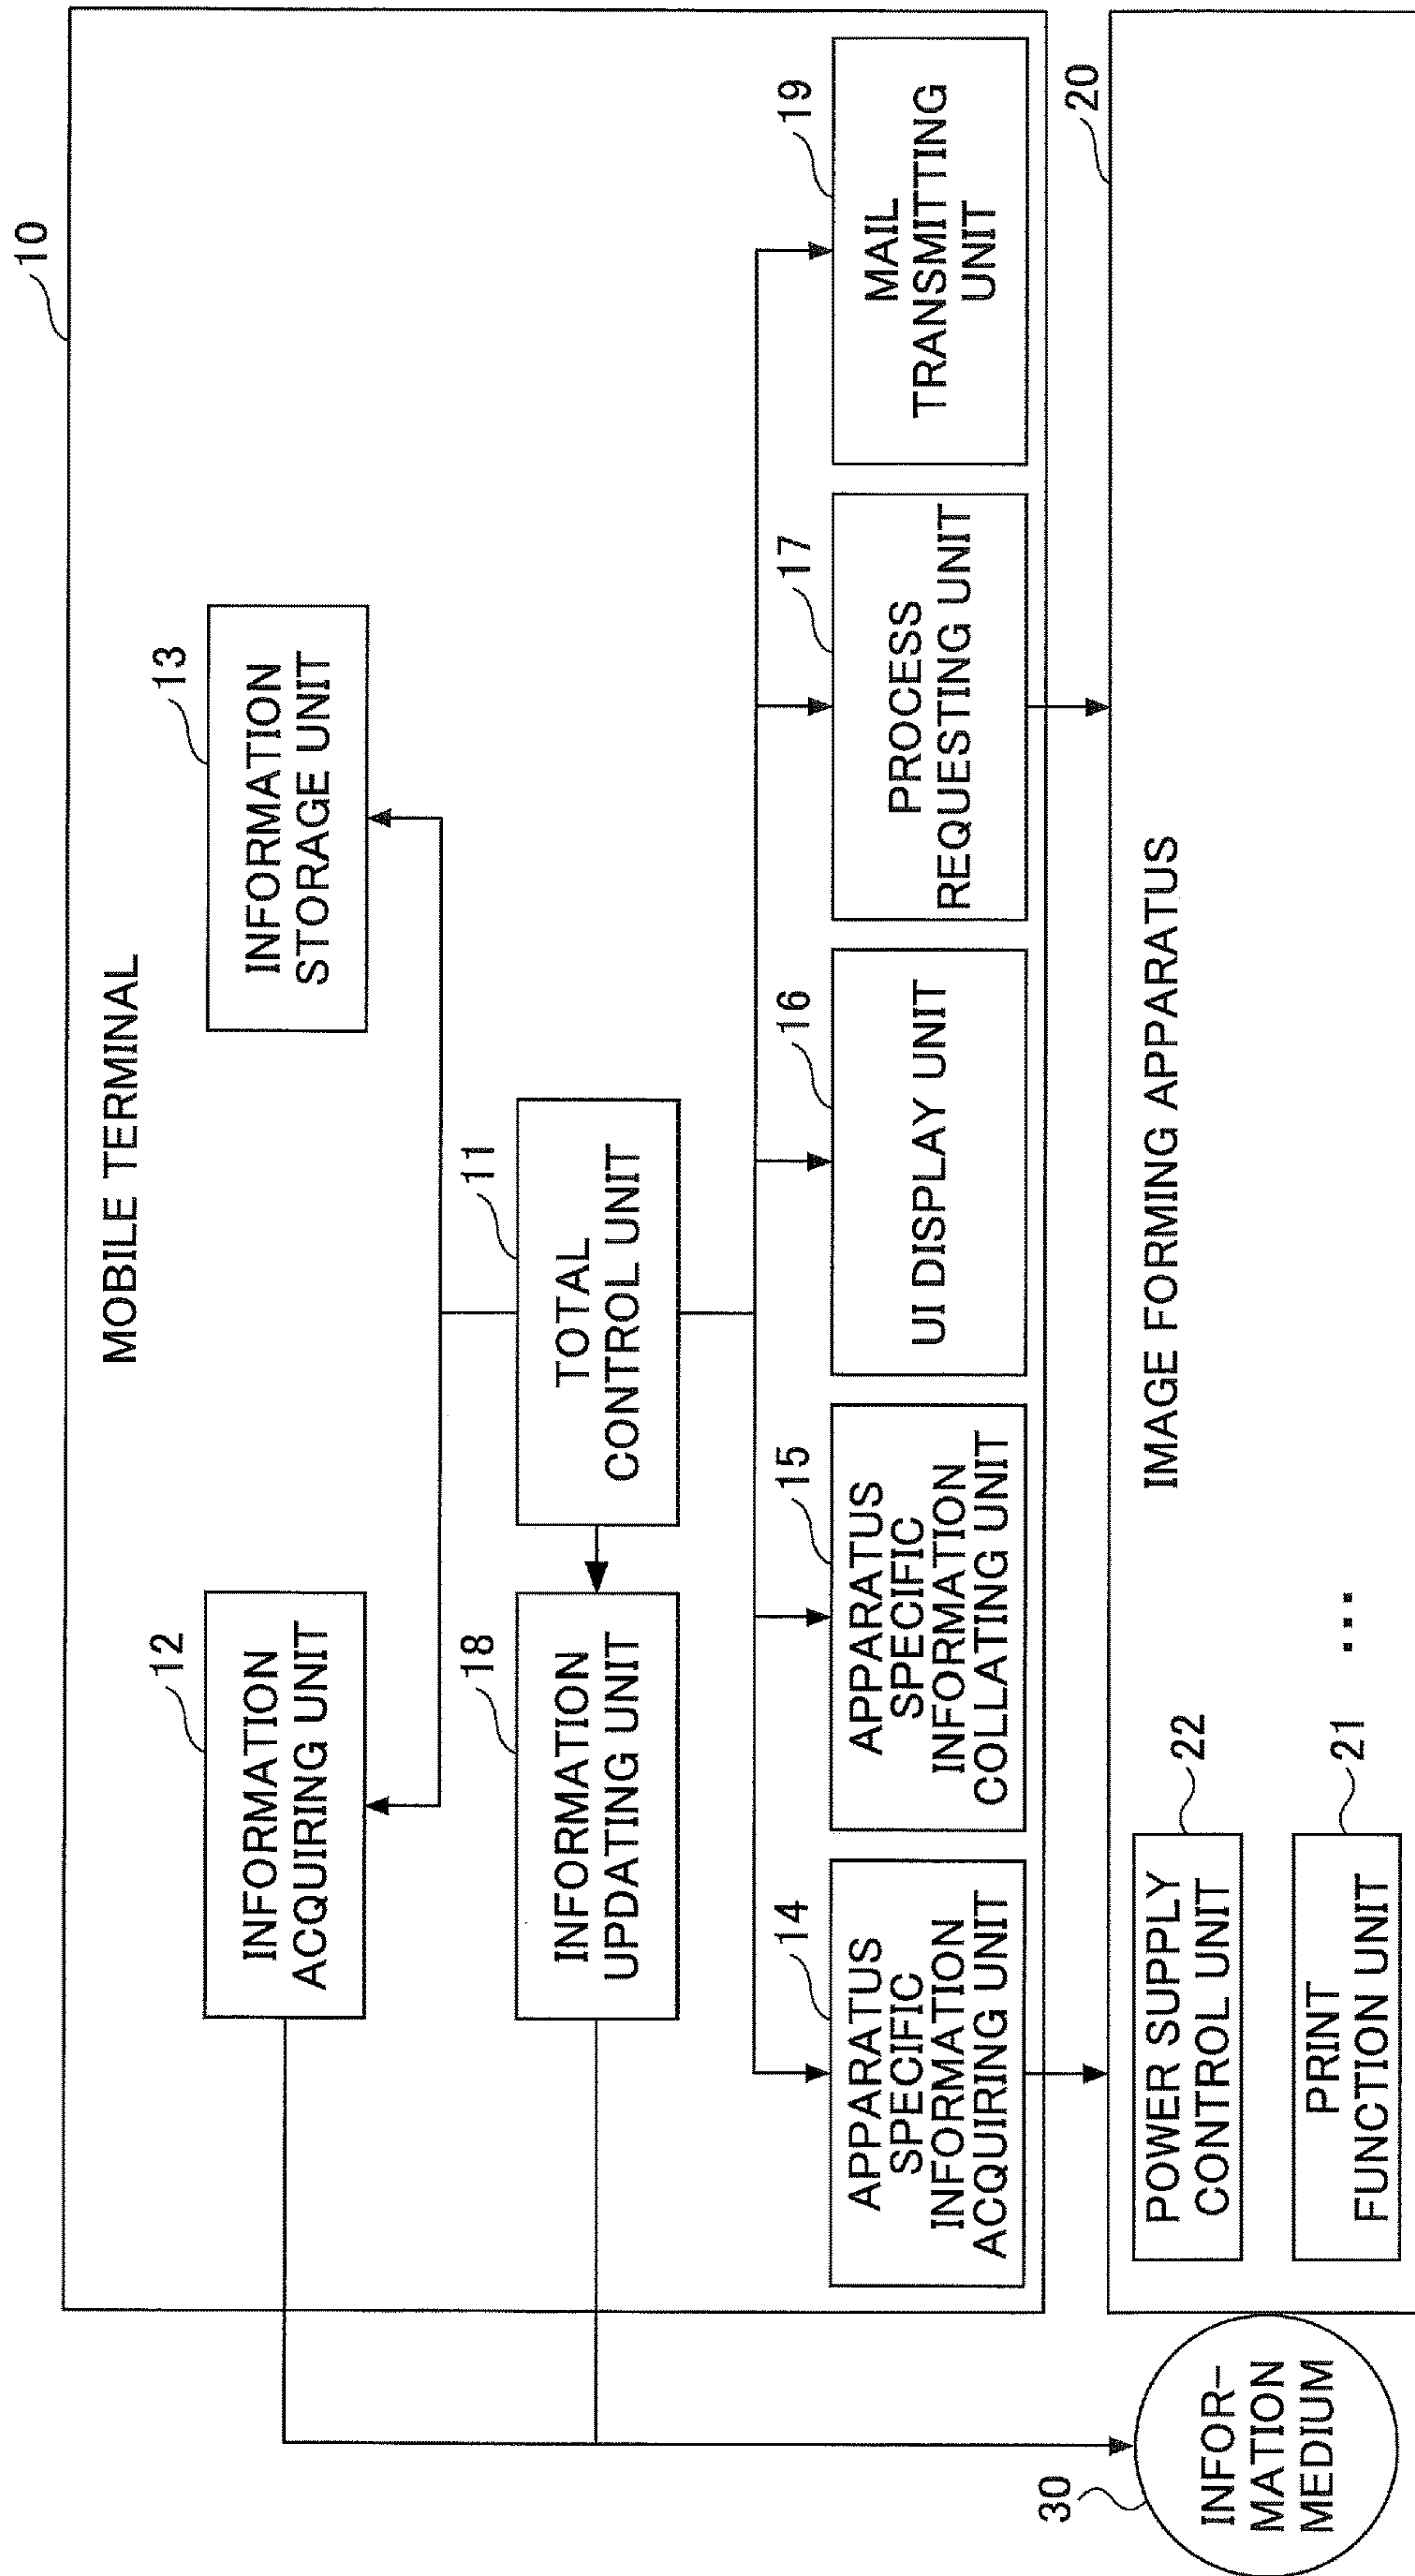 10
MOBILE TERMINAL
12
INFORMATION
ACQUIRING UNIT
13
INFORMATION
STORAGE UNIT
18
INFORMATION
UPDATING UNIT
11
TOTAL
CONTROL UNIT
14
APPARATUS
SPECIFIC
INFORMATION
ACQUIRING UNIT
15
APPARATUS
SPECIFIC
INFORMATION
COLLATING UNIT
16
UI DISPLAY UNIT
17
PROCESS
REQUESTING UNIT
19
MAIL
TRANSMITTING
UNIT
20
IMAGE FORMING APPARATUS
30
INFOR-
MATION
MEDIUM
22
POWER SUPPLY
CONTROL UNIT
21
PRINT
FUNCTION UNIT
...